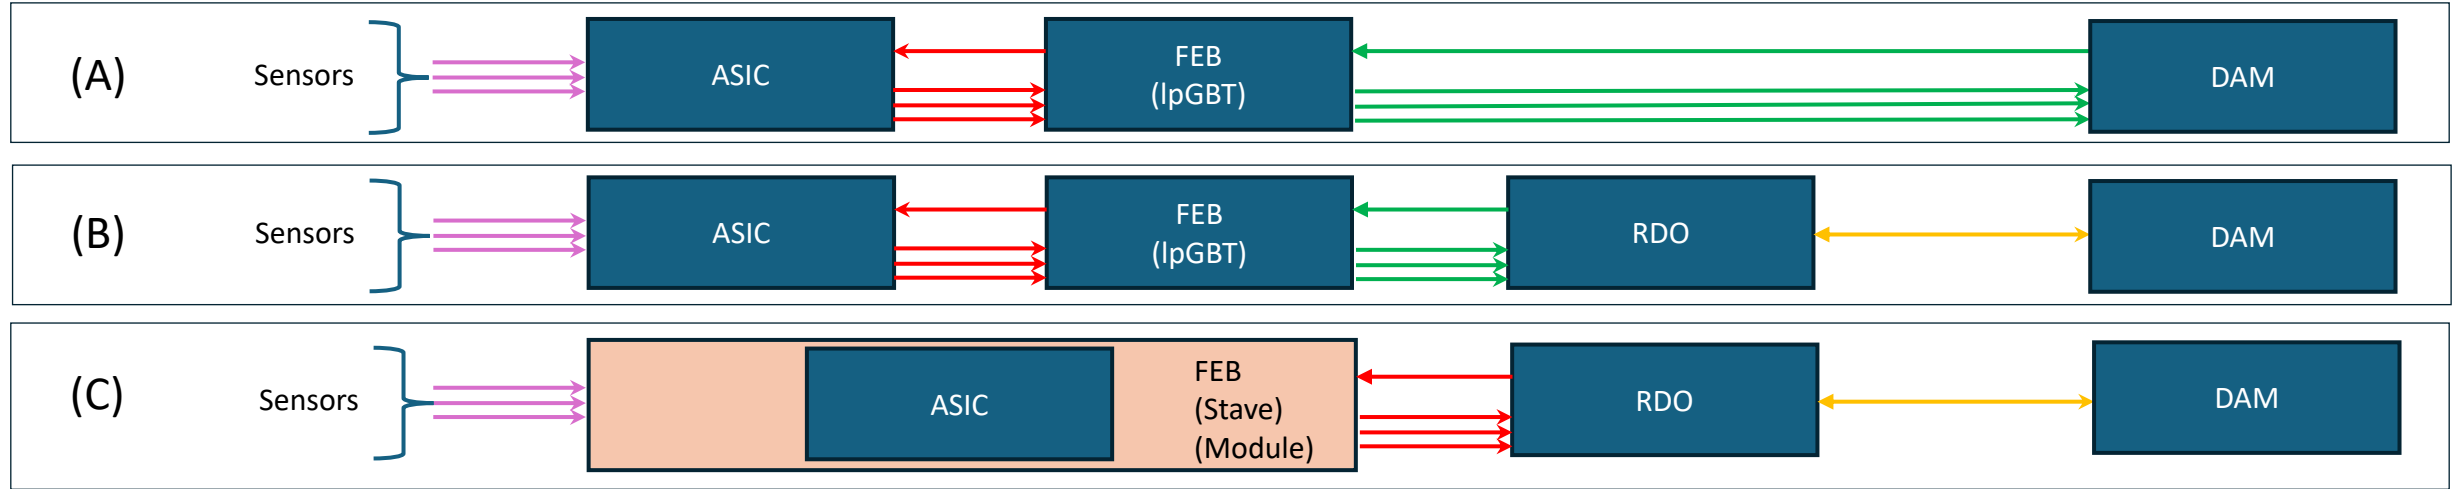 (A)
Sensors
ASIC
FEB
(lpGBT)
DAM
(B)
Sensors
ASIC
FEB
(lpGBT)
RDO
DAM
(C)
Sensors
ASIC
FEB
(Stave)
(Module)
RDO
DAM